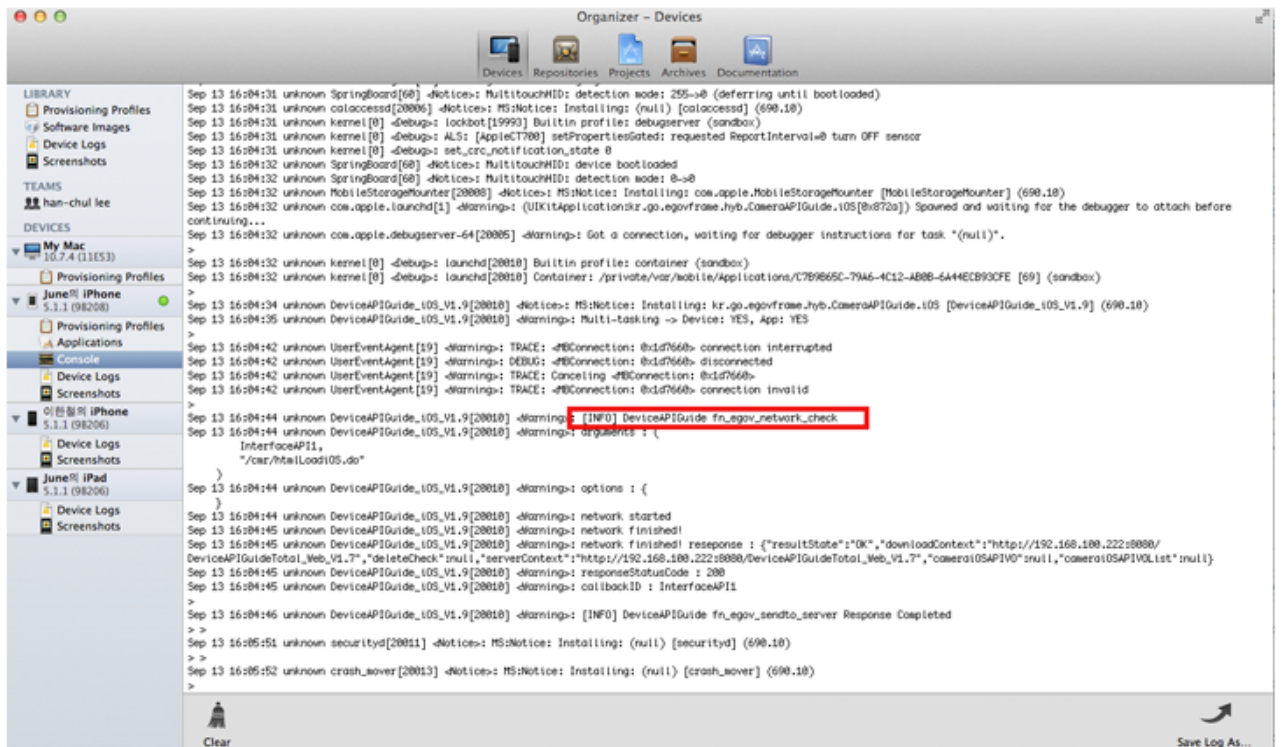 Organizer – Devices
Devices Repositories Projects Archives Documentation
LIBRARY
Provisioning Profiles
Software Images
Device Logs
Screenshots
TEAMS
han-chul lee
DEVICES
My Mac
10.7.4 (11E53)
Provisioning Profiles
June의 iPhone
5.1.1 (9B208)
Provisioning Profiles
Applications
Console
Device Logs
Screenshots
이한철의 iPhone
5.1.1 (9B206)
Device Logs
Screenshots
June의 iPad
5.1.1 (9B206)
Device Logs
Screenshots
Sep 13 16:04:31 unknown SpringBoard[60] <Notice>: MultitouchHID: detection mode: 255->0 (deferring until bootloaded)
Sep 13 16:04:31 unknown calaccessd[20006] <Notice>: MS:Notice: Installing: (null) [calaccessd] (690.10)
Sep 13 16:04:31 unknown kernel[0] <Debug>: lockbot[19993] Builtin profile: debugserver (sandbox)
Sep 13 16:04:31 unknown kernel[0] <Debug>: ALS: [AppleCT700] setPropertiesGated: requested ReportInterval=0 turn OFF sensor
Sep 13 16:04:31 unknown kernel[0] <Debug>: set_crc_notification_state 0
Sep 13 16:04:32 unknown SpringBoard[60] <Notice>: MultitouchHID: device bootloaded
Sep 13 16:04:32 unknown SpringBoard[60] <Notice>: MultitouchHID: detection mode: 0->0
Sep 13 16:04:32 unknown MobileStorageMounter[20008] <Notice>: MS:Notice: Installing: com.apple.MobileStorageMounter [MobileStorageMounter] (690.10)
Sep 13 16:04:32 unknown com.apple.launchd[1] <Warning>: (UIKitApplication:kr.go.egovframe.hyb.CameraAPIGuide.iOS[0x872a]) Spawned and waiting for the debugger to attach before
continuing...
Sep 13 16:04:32 unknown com.apple.debugserver-64[20005] <Warning>: Got a connection, waiting for debugger instructions for task "(null)".
>
Sep 13 16:04:32 unknown kernel[0] <Debug>: launchd[20010] Builtin profile: container (sandbox)
Sep 13 16:04:32 unknown kernel[0] <Debug>: launchd[20010] Container: /private/var/mobile/Applications/C7B9B65C-79A6-4C12-AB0B-6A44ECB93CFE [69] (sandbox)
>
Sep 13 16:04:34 unknown DeviceAPIGuide_iOS_V1.9[20010] <Notice>: MS:Notice: Installing: kr.go.egovframe.hyb.CameraAPIGuide.iOS [DeviceAPIGuide_iOS_V1.9] (690.10)
Sep 13 16:04:35 unknown DeviceAPIGuide_iOS_V1.9[20010] <Warning>: Multi-tasking -> Device: YES, App: YES
>
Sep 13 16:04:42 unknown UserEventAgent[19] <Warning>: TRACE: <MBConnection: 0x1d7660> connection interrupted
Sep 13 16:04:42 unknown UserEventAgent[19] <Warning>: DEBUG: <MBConnection: 0x1d7660> disconnected
Sep 13 16:04:42 unknown UserEventAgent[19] <Warning>: TRACE: Canceling <MBConnection: 0x1d7660>
Sep 13 16:04:42 unknown UserEventAgent[19] <Warning>: TRACE: <MBConnection: 0x1d7660> connection invalid
>
Sep 13 16:04:44 unknown DeviceAPIGuide_iOS_V1.9[20010] <Warning>: [INFO] DeviceAPIGuide fn_egov_network_check
Sep 13 16:04:44 unknown DeviceAPIGuide_iOS_V1.9[20010] <Warning>: arguments : (
InterfaceAPI1,
"/cmr/htmlLoadiOS.do"
)
Sep 13 16:04:44 unknown DeviceAPIGuide_iOS_V1.9[20010] <Warning>: options : {
}
Sep 13 16:04:44 unknown DeviceAPIGuide_iOS_V1.9[20010] <Warning>: network started
Sep 13 16:04:45 unknown DeviceAPIGuide_iOS_V1.9[20010] <Warning>: network finished!
Sep 13 16:04:45 unknown DeviceAPIGuide_iOS_V1.9[20010] <Warning>: network finished! reseponse : {"resultState":"OK","downloadContext":"http://192.168.100.222:8080/
DeviceAPIGuideTotal_Web_V1.7","deleteCheck":null,"serverContext":"http://192.168.100.222:8080/DeviceAPIGuideTotal_Web_V1.7","cameraiOSAPIVO":null,"cameraiOSAPIVOList":null}
Sep 13 16:04:45 unknown DeviceAPIGuide_iOS_V1.9[20010] <Warning>: responseStatusCode : 200
Sep 13 16:04:45 unknown DeviceAPIGuide_iOS_V1.9[20010] <Warning>: callbackID : InterfaceAPI1
>
Sep 13 16:04:46 unknown DeviceAPIGuide_iOS_V1.9[20010] <Warning>: [INFO] DeviceAPIGuide fn_egov_sendto_server Response Completed
> >
Sep 13 16:05:51 unknown securityd[20011] <Notice>: MS:Notice: Installing: (null) [securityd] (690.10)
> >
Sep 13 16:05:52 unknown crash_mover[20013] <Notice>: MS:Notice: Installing: (null) [crash_mover] (690.10)
>
Clear
Save Log As...